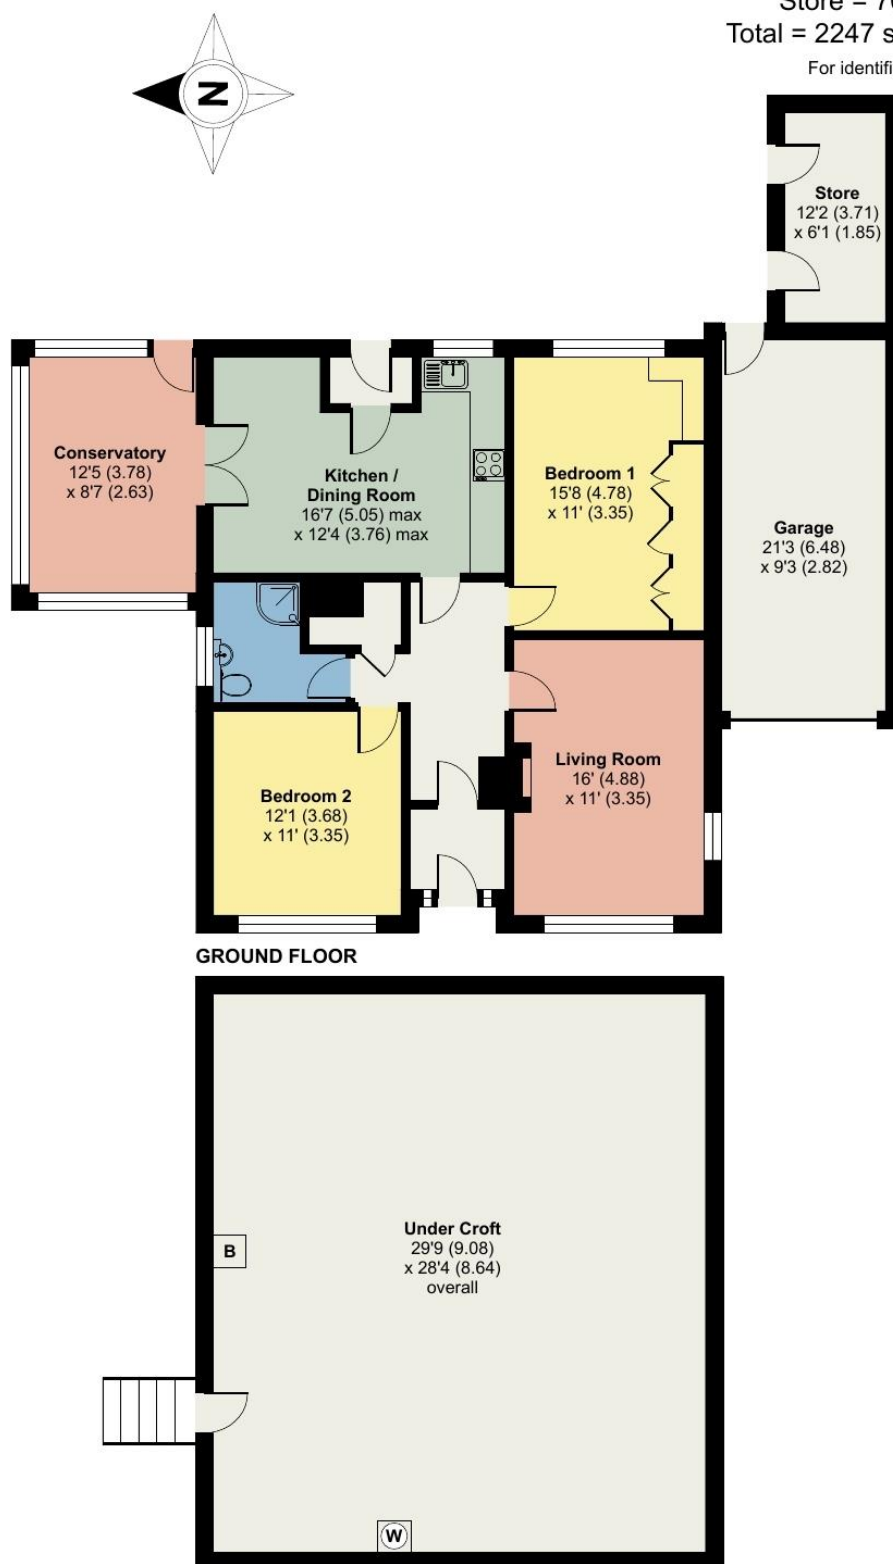 Store = 
Total = 2247 
For 
N
Store
12'2 (3.71)
x 6'1 (1.85)
Conservatory
12'5 (3.78)
x 8'7 (2.63)
Kitchen /
Dining Room
16'7 (5.05) max
x 12'4 (3.76) max
Bedroom 1
15'8 (4.78)
x 11' (3.35)
Garage
21'3 (6.48)
x 9'3 (2.82)
Living Room
16' (4.88)
x 11' (3.35)
Bedroom 2
12'1 (3.68)
x 11' (3.35)
GROUND FLOOR
Under Croft
29'9 (9.08)
x 28'4 (8.64)
overall
B
W